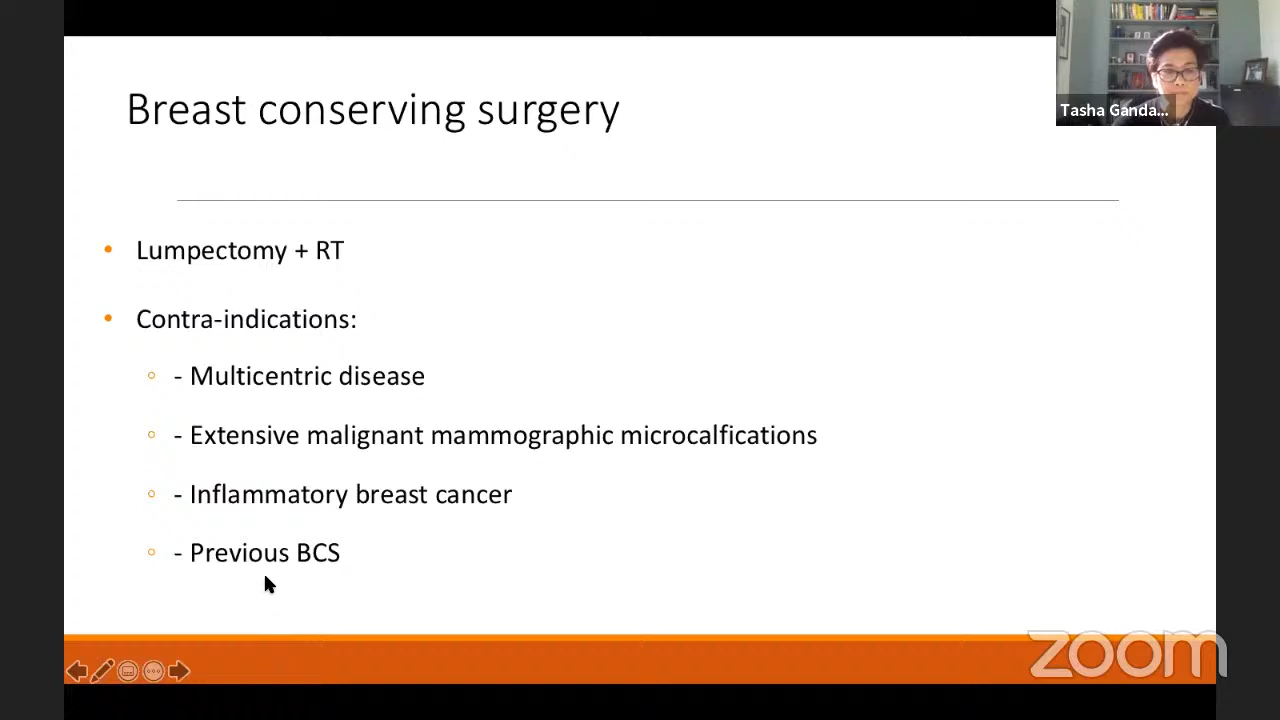 Breast conserving surgery
Tasha Ganda...
• Lumpectomy + RT
• Contra-indications:
◦ - Multicentric disease
◦ - Extensive malignant mammographic microcalfications
◦ - Inflammatory breast cancer
◦ - Previous BCS
zoom